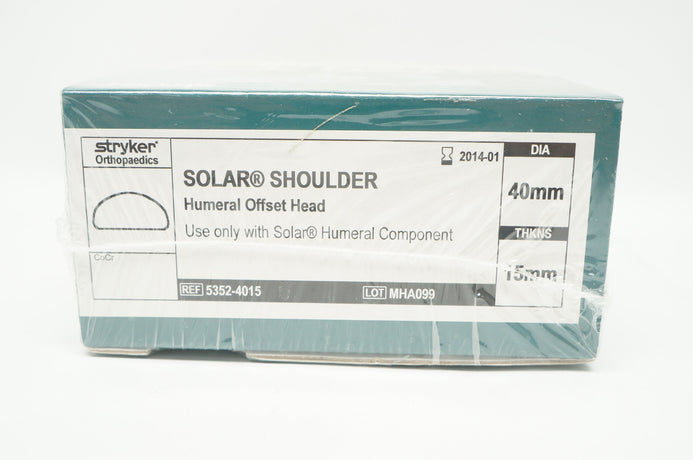 stryker®
Orthopaedics
CoCr
SOLAR® SHOULDER
Humeral Offset Head
Use only with Solar® Humeral Component
2014-01
REF 5352-4015
LOT MHA099
DIA
40mm
THKNS
15mm